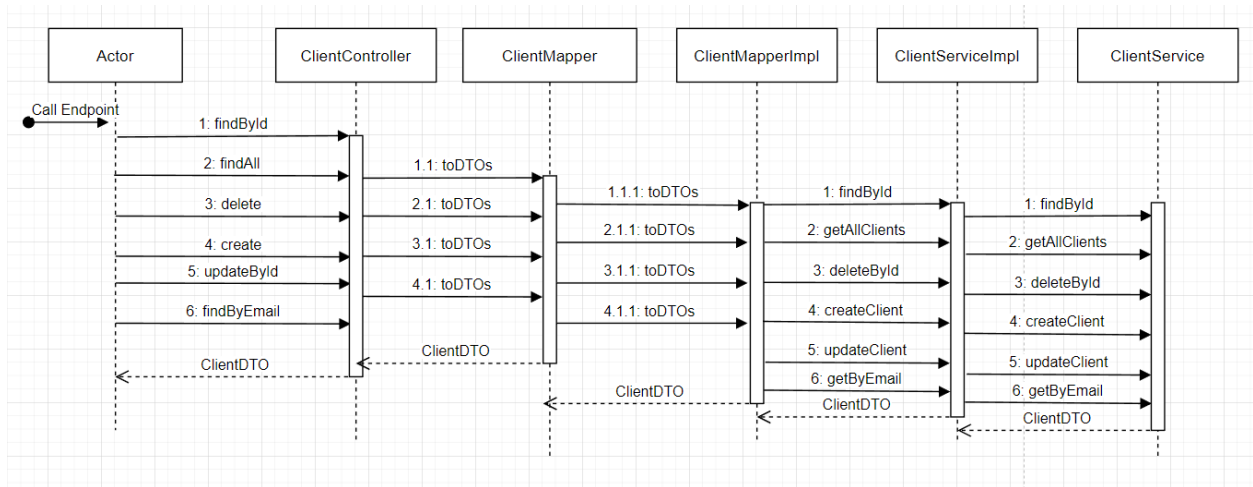 Actor
ClientController
ClientMapper
ClientMapperImpl
ClientServiceImpl
ClientService
Call Endpoint
1: findById
2: findAll
3: delete
4: create
5: updateById
6: findByEmail
ClientDTO
1.1: toDTOs
2.1: toDTOs
3.1: toDTOs
4.1: toDTOs
ClientDTO
1.1.1: toDTOs
2.1.1: toDTOs
3.1.1: toDTOs
4.1.1: toDTOs
ClientDTO
1: findById
2: getAllClients
3: deleteById
4: createClient
5: updateClient
6: getByEmail
ClientDTO
1: findById
2: getAllClients
3: deleteById
4: createClient
5: updateClient
6: getByEmail
ClientDTO